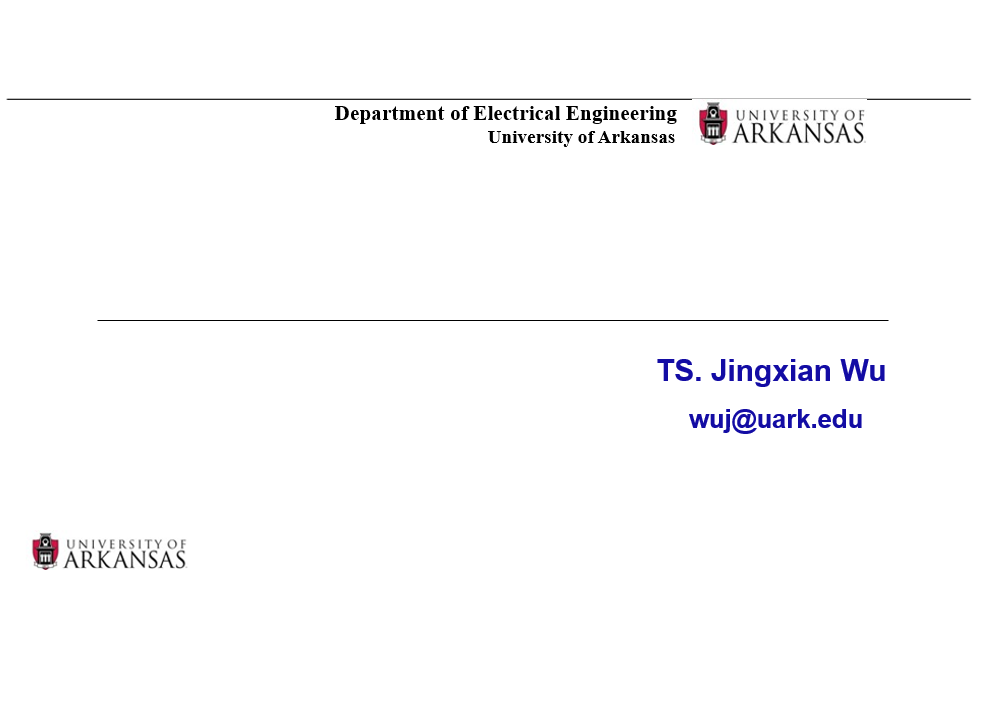 Department of Electrical Engineering
University of Arkansas
UNIVERSITY OF
ARKANSAS
TS. Jingxian Wu
wuj@uark.edu
UNIVERSITY OF
ARKANSAS